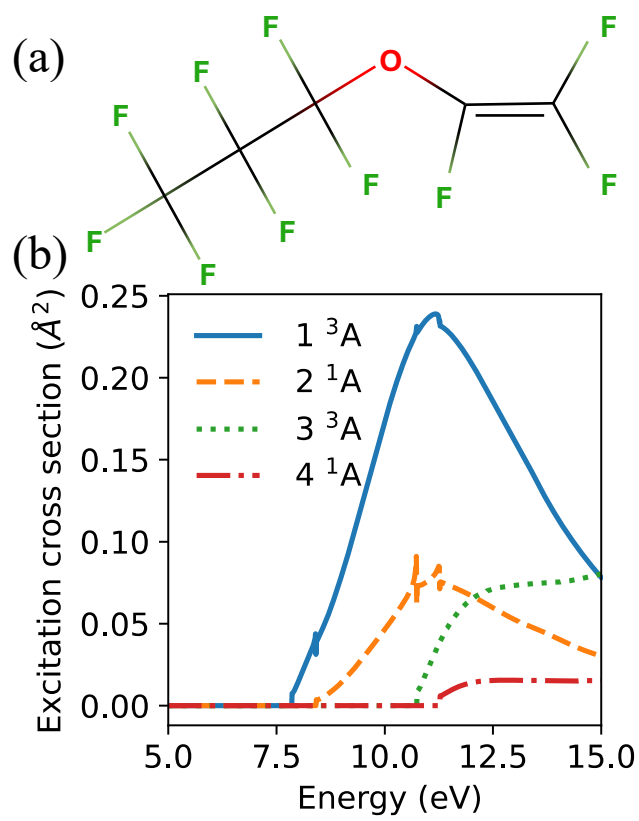 (a)
F
O
F
F
F
F
F
F
F
F
F
(b)
0.25
0.20
0.15
0.10
0.05
0.00
Excitation cross section (Å²)
1 ³A
2 ¹A
3 ³A
4 ¹A
5.0 7.5 10.0 12.5 15.0
Energy (eV)